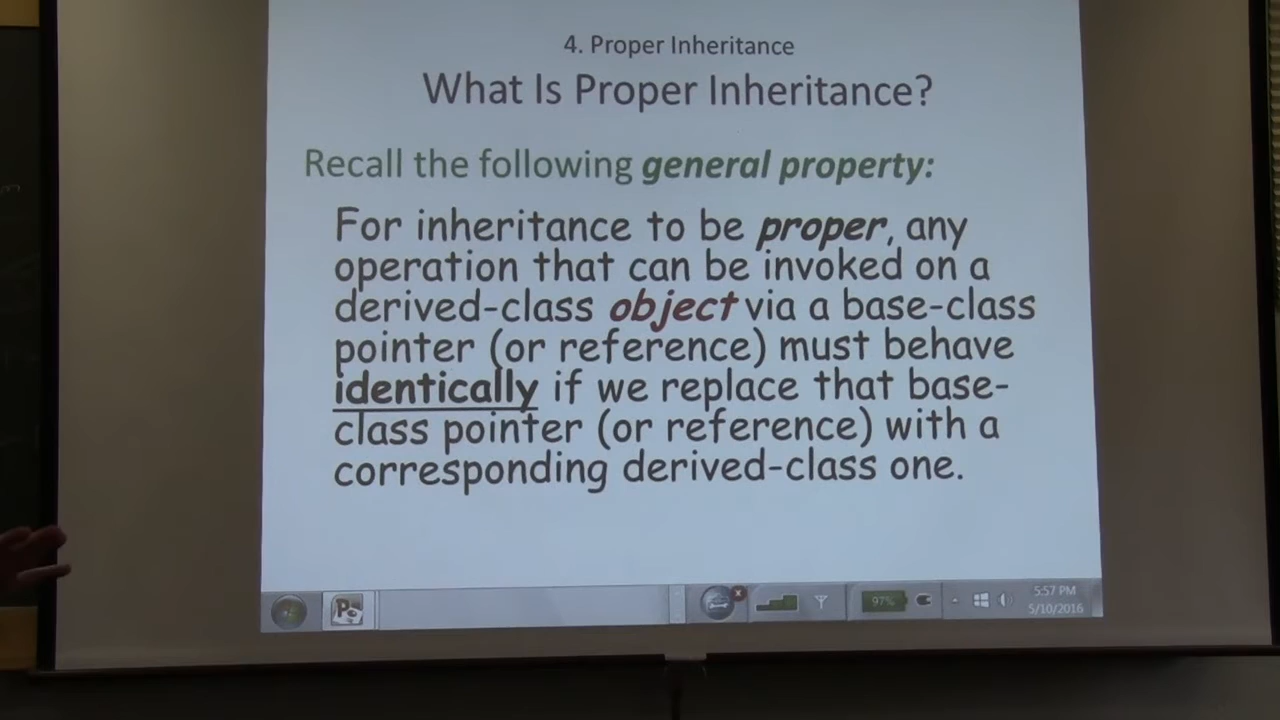 4. Proper Inheritance
What Is Proper Inheritance?
Recall the following general property:
For inheritance to be proper, any
operation that can be invoked on a
derived-class object via a base-class
pointer (or reference) must behave
identically if we replace that base-
class pointer (or reference) with a
corresponding derived-class one.
97%
5:57 PM
5/10/2016